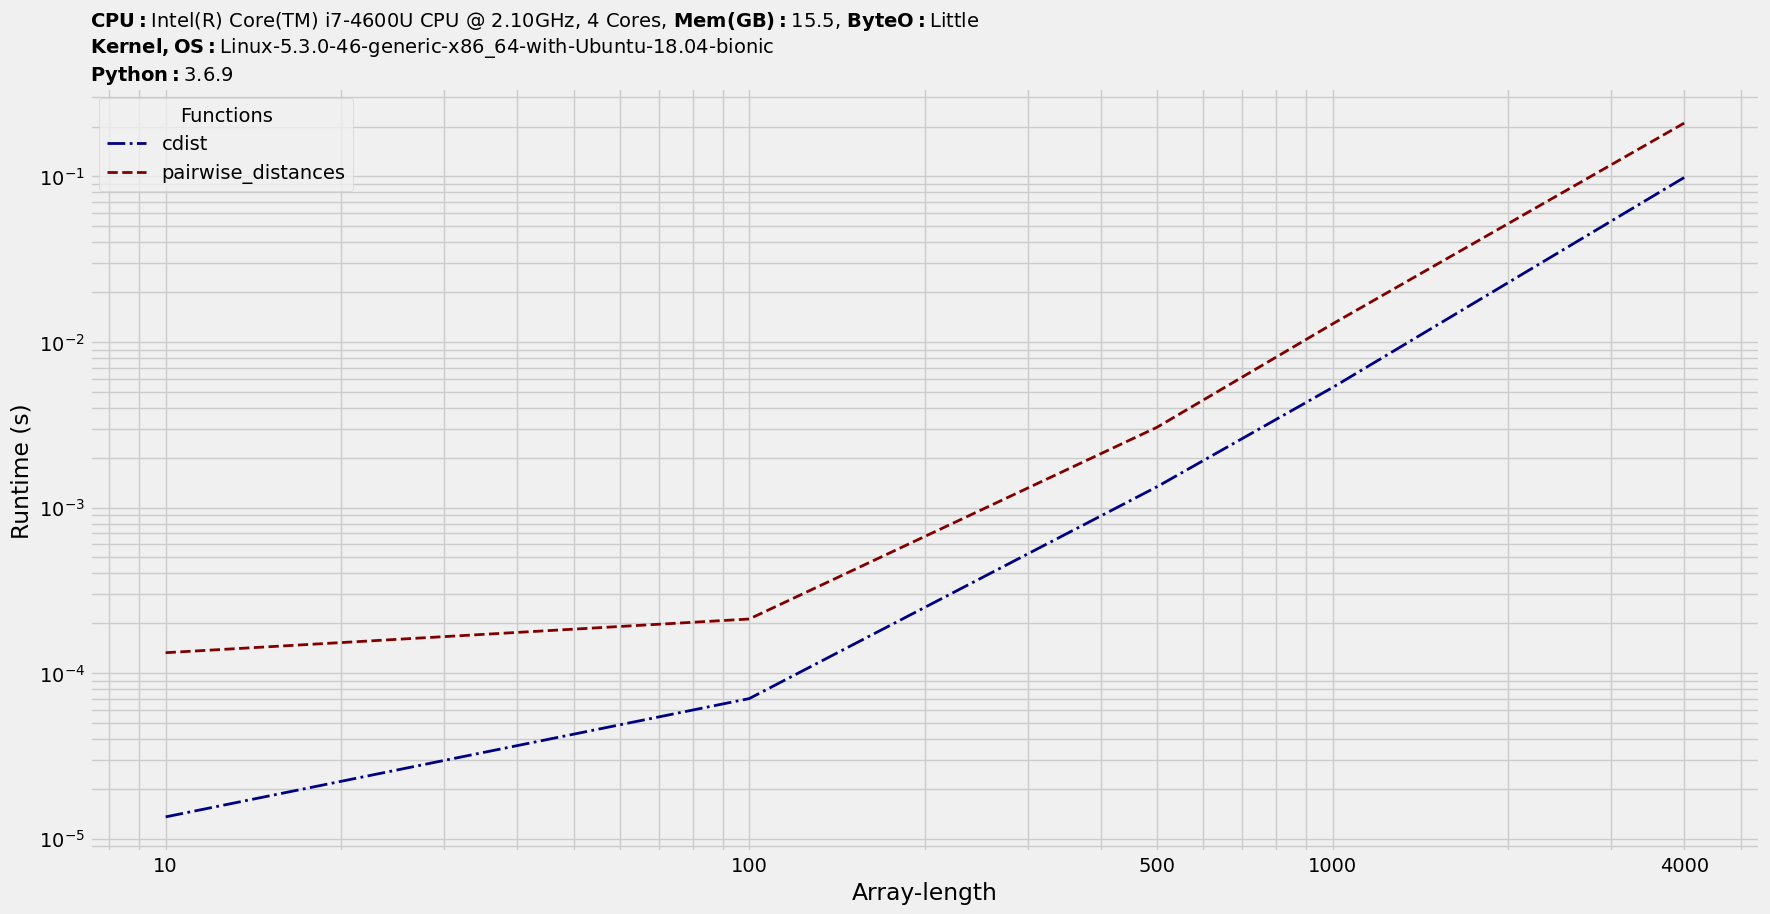 CPU: Intel(R) Core(TM) i7-4600U CPU @ 2.10GHz, 4 Cores, Mem(GB): 15.5, ByteO: Little
Kernel, OS: Linux-5.3.0-46-generic-x86_64-with-Ubuntu-18.04-bionic
Python: 3.6.9
Functions
cdist
pairwise_distances
10⁻¹
10⁻²
10⁻³
10⁻⁴
10⁻⁵
Runtime (s)
10 100 500 1000 4000
Array-length